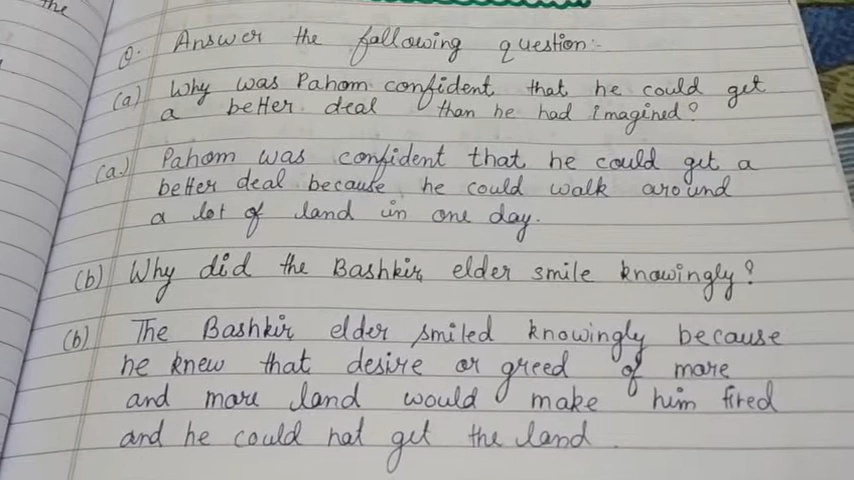 the
Q. Answer the following question:-
(a) Why was Pahom confident that he could get
a better deal than he had imagined?
(a) Pahom was confident that he could get a
better deal because he could walk around
a lot of land in one day.
(b) Why did the Bashkir elder smile knowingly?
(b) The Bashkir elder smiled knowingly because
he knew that desire or greed of more
and more land would make him tired
and he could not get the land.